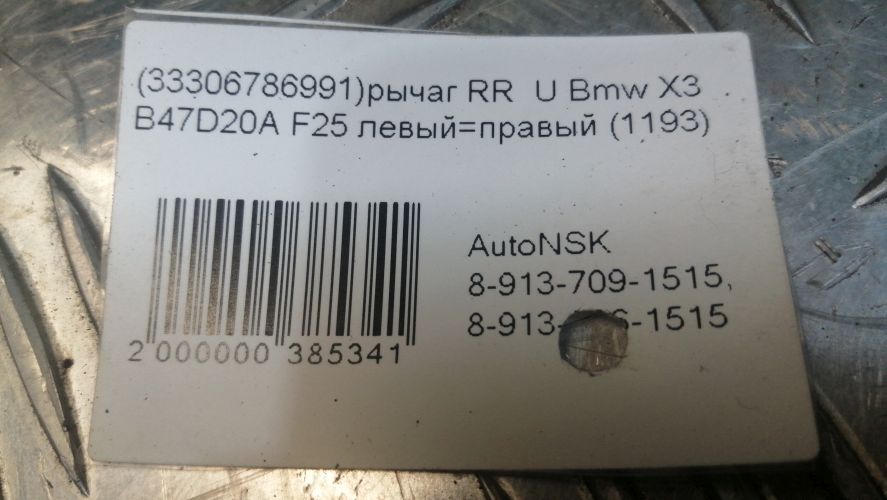 (33306786991)рычаг RR U Bmw X3
B47D20A F25 левый=правый (1193)
AutoNSK
8-913-709-1515,
2 000000 385341